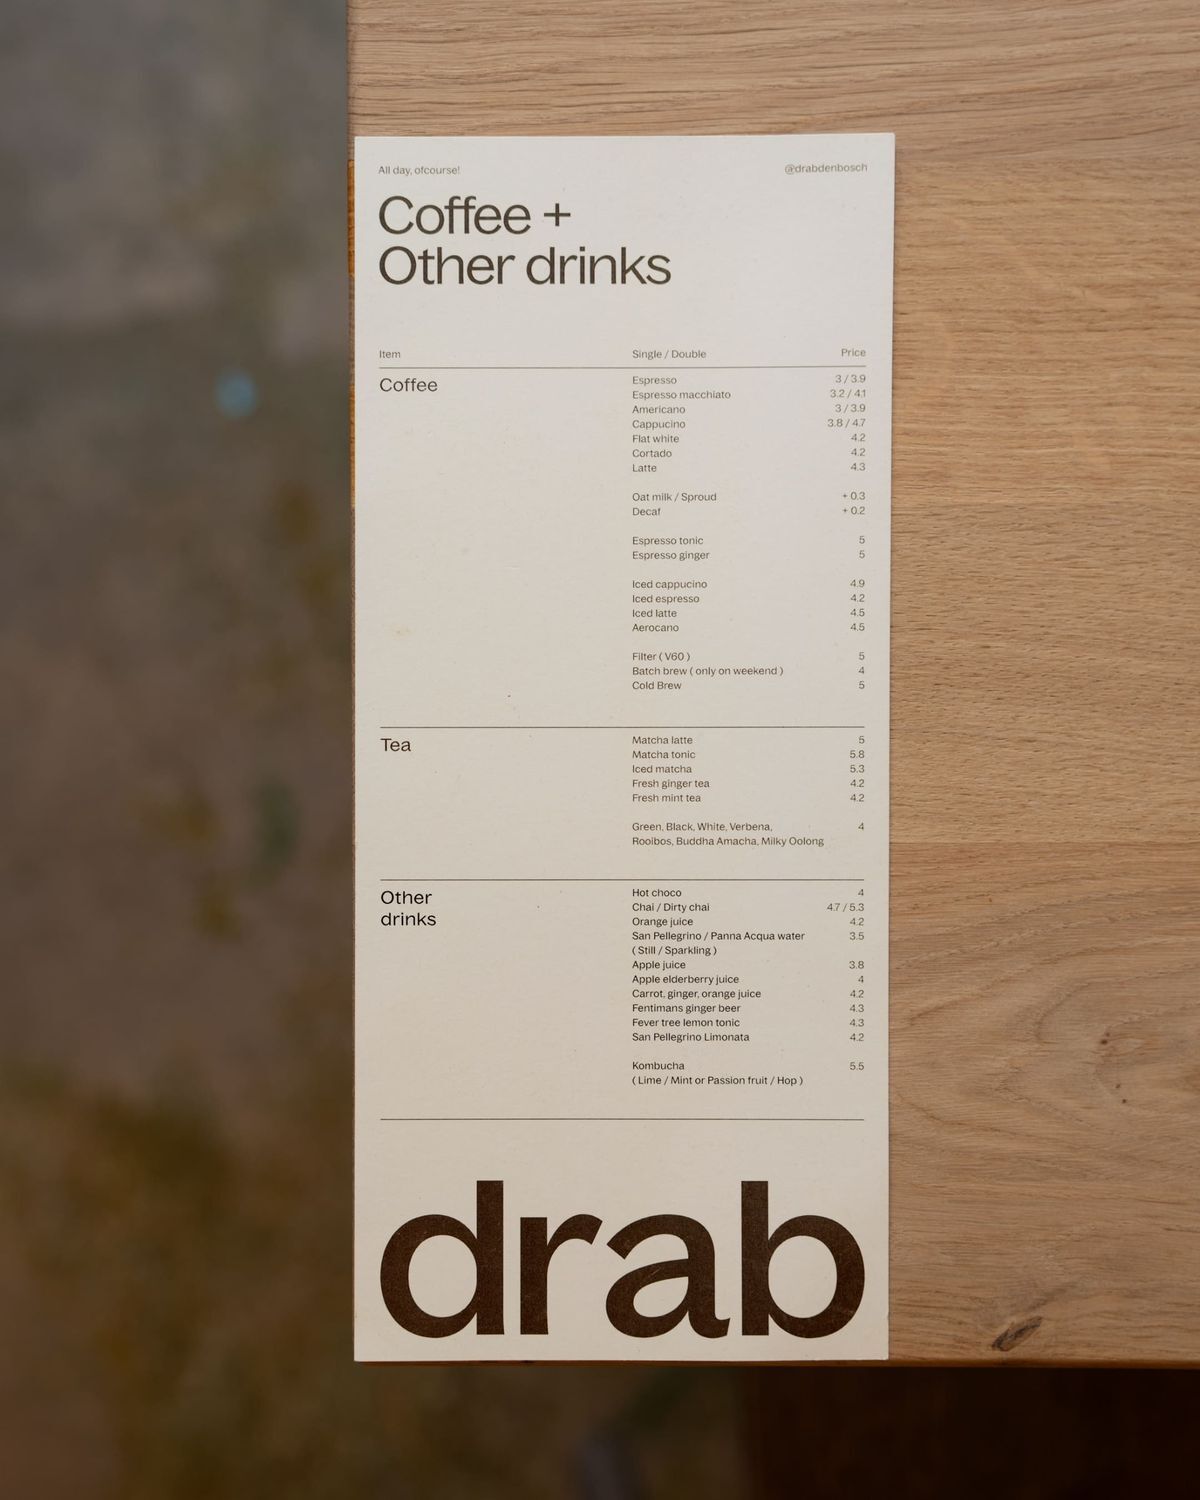 All day, ofcourse! @drabdenbosch
Coffee +
Other drinks
Item Single / Double Price
Coffee
Espresso 3 / 3.9
Espresso macchiato 3.2 / 4.1
Americano 3 / 3.9
Cappucino 3.8 / 4.7
Flat white 4.2
Cortado 4.2
Latte 4.3
Oat milk / Sproud + 0.3
Decaf + 0.2
Espresso tonic 5
Espresso ginger 5
Iced cappucino 4.9
Iced espresso 4.2
Iced latte 4.5
Aerocano 4.5
Filter ( V60 ) 5
Batch brew ( only on weekend ) 4
Cold Brew 5
Tea
Matcha latte 5
Matcha tonic 5.8
Iced matcha 5.3
Fresh ginger tea 4.2
Fresh mint tea 4.2
Green, Black, White, Verbena, 4
Rooibos, Buddha Amacha, Milky Oolong
Other
drinks
Hot choco 4
Chai / Dirty chai 4.7 / 5.3
Orange juice 4.2
San Pellegrino / Panna Acqua water 3.5
( Still / Sparkling )
Apple juice 3.8
Apple elderberry juice 4
Carrot, ginger, orange juice 4.2
Fentimans ginger beer 4.3
Fever tree lemon tonic 4.3
San Pellegrino Limonata 4.2
Kombucha 5.5
( Lime / Mint or Passion fruit / Hop )
drab